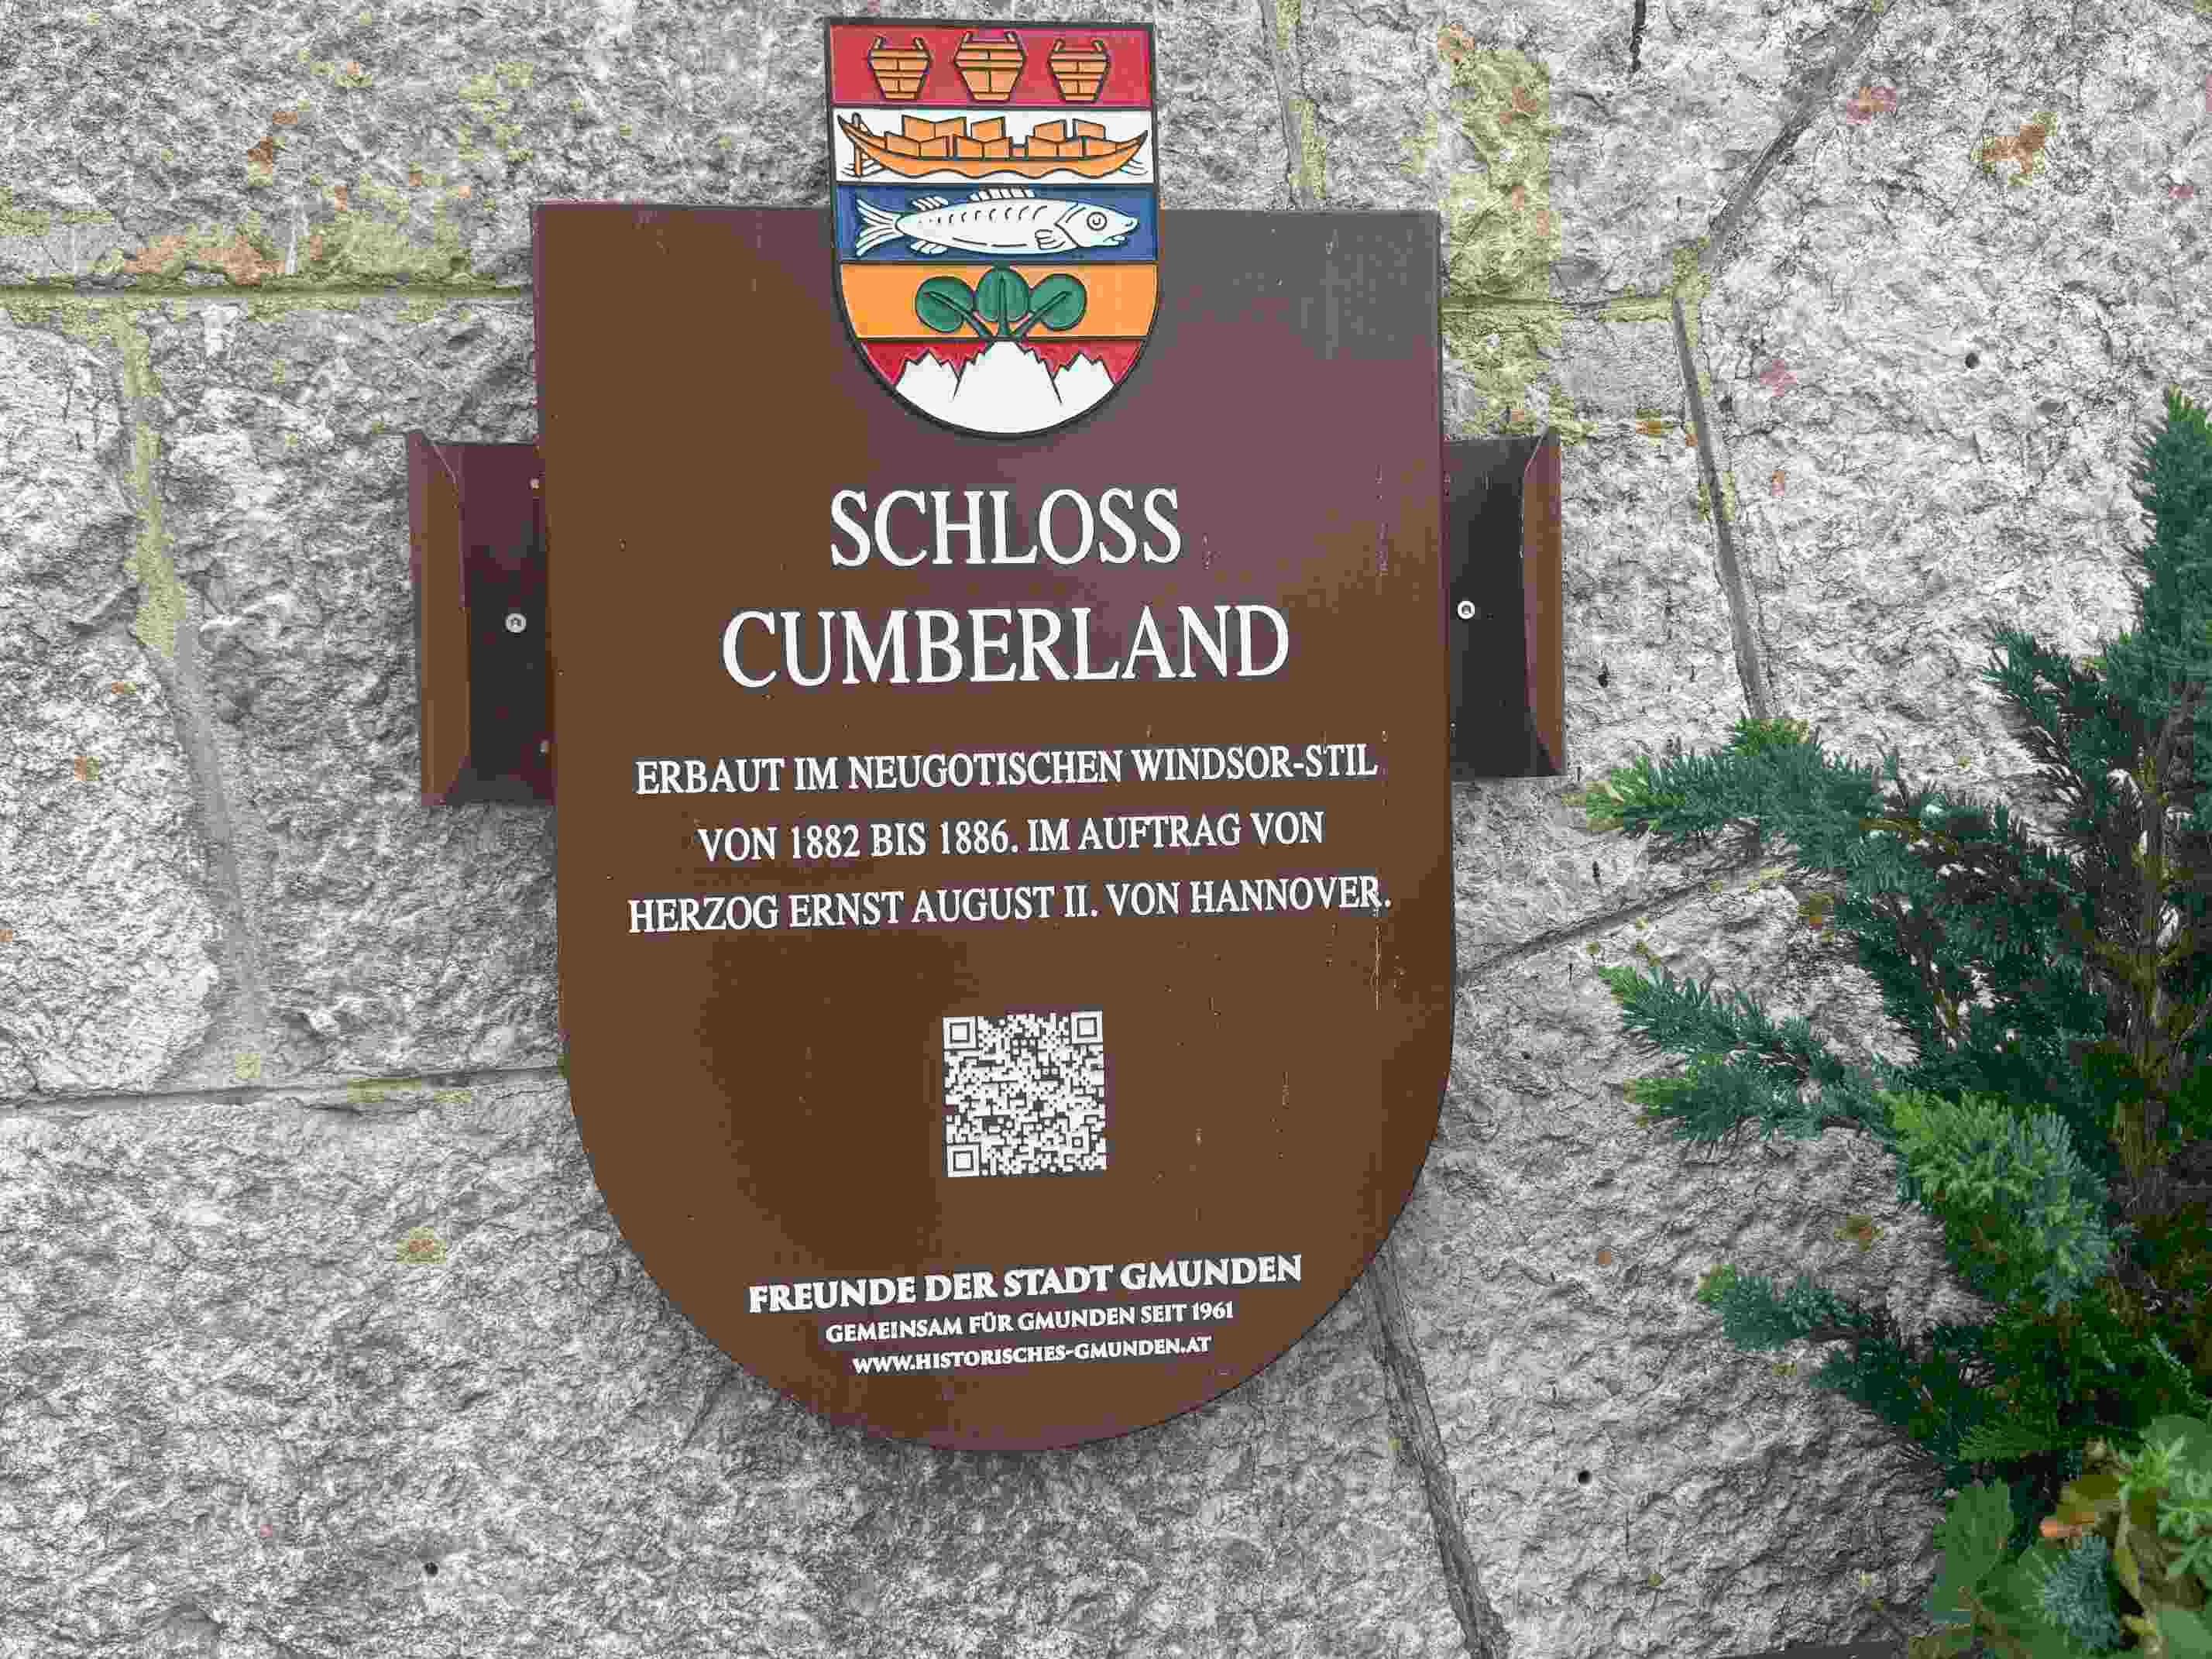 SCHLOSS
CUMBERLAND
ERBAUT IM NEUGOTISCHEN WINDSOR-STIL
VON 1882 BIS 1886. IM AUFTRAG VON
HERZOG ERNST AUGUST II. VON HANNOVER.
FREUNDE DER STADT GMUNDEN
GEMEINSAM FÜR GMUNDEN SEIT 1961
WWW.HISTORISCHES-GMUNDEN.AT